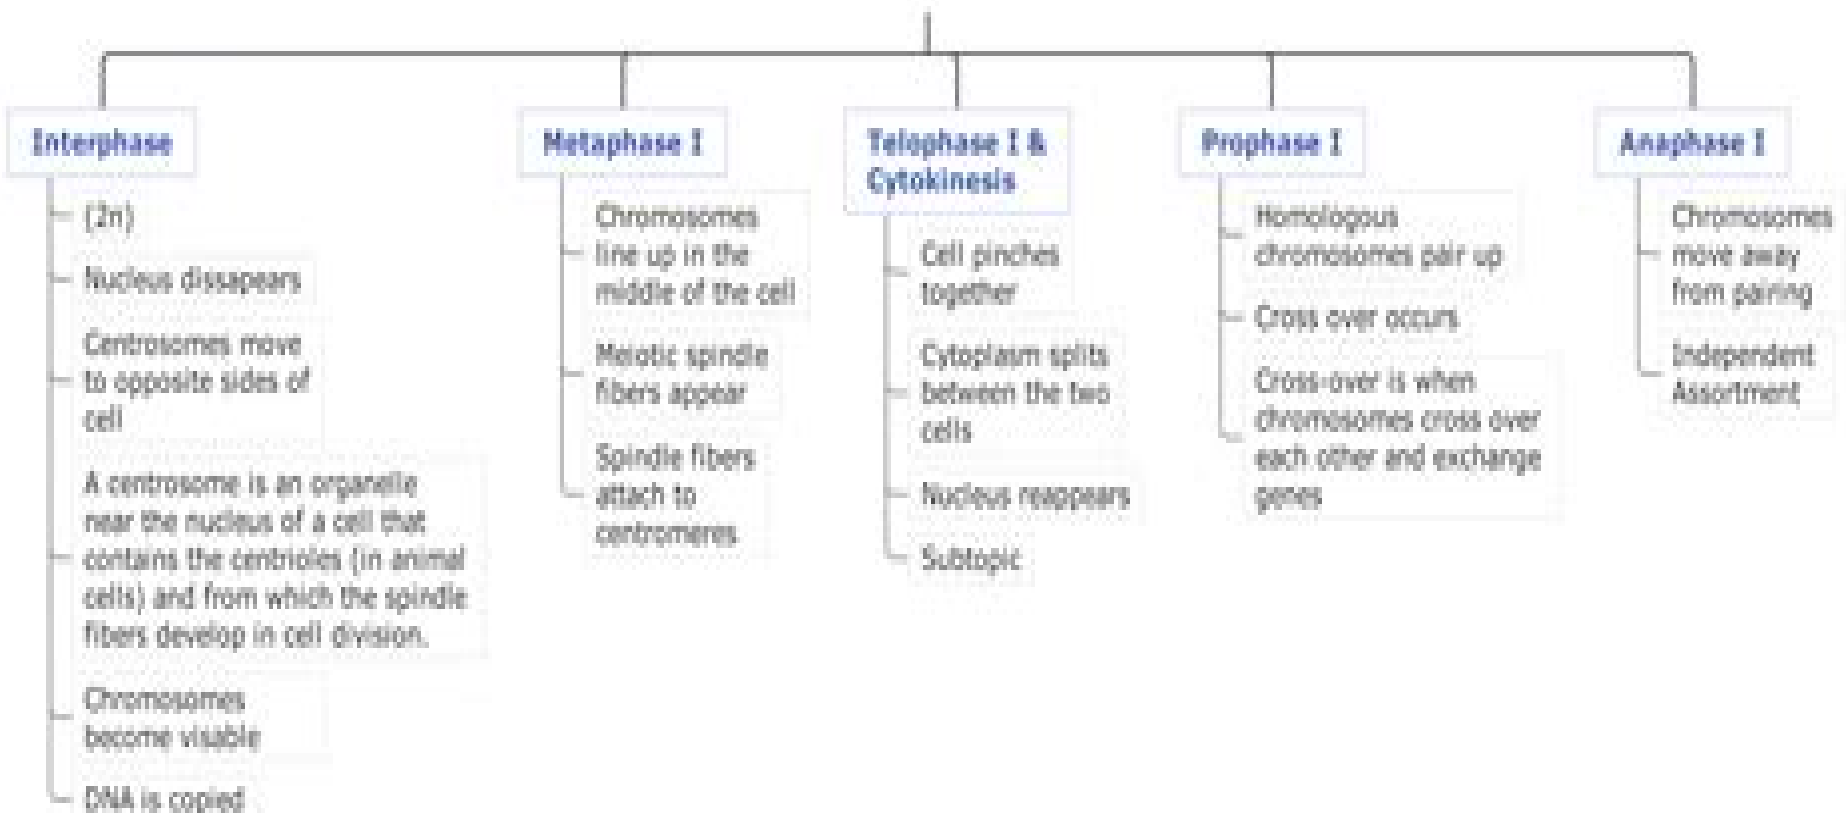 Interphase
(2n)
Nucleus dissapears
Centrosomes move
to opposite sides of
cell
A centrosome is an organelle
near the nucleus of a cell that
contains the centrioles (in animal
cells) and from which the spindle
fibers develop in cell division.
Chromosomes
become visable
DNA is copied
Metaphase I
Chromosomes
line up in the
middle of the cell
Meiotic spindle
fibers appear
Spindle fibers
attach to
centromeres
Telophase I &
Cytokinesis
Cell pinches
together
Cytoplasm splits
between the two
cells
Nucleus reappears
Subtopic
Prophase I
Homologous
chromosomes pair up
Cross over occurs
Cross-over is when
chromosomes cross over
each other and exchange
genes
Anaphase I
Chromosomes
move away
from pairing
Independent
Assortment